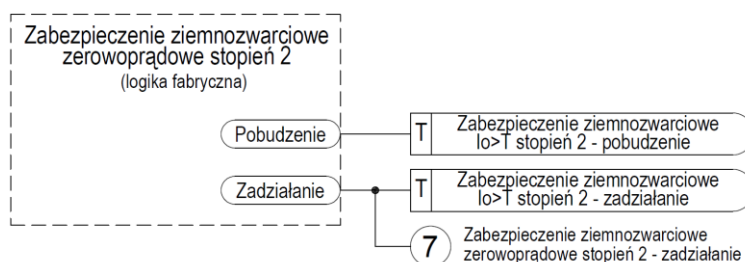 Zabezpieczenie ziemnozwarciowe
zerowoprądowe stopień 2
(logika fabryczna)
Pobudzenie
T
Zabezpieczenie ziemnozwarciowe
Io>T stopień 2 - pobudzenie
Zadziałanie
T
Zabezpieczenie ziemnozwarciowe
Io>T stopień 2 - zadziałanie
7
Zabezpieczenie ziemnozwarciowe
zerowoprądowe stopień 2 - zadziałanie